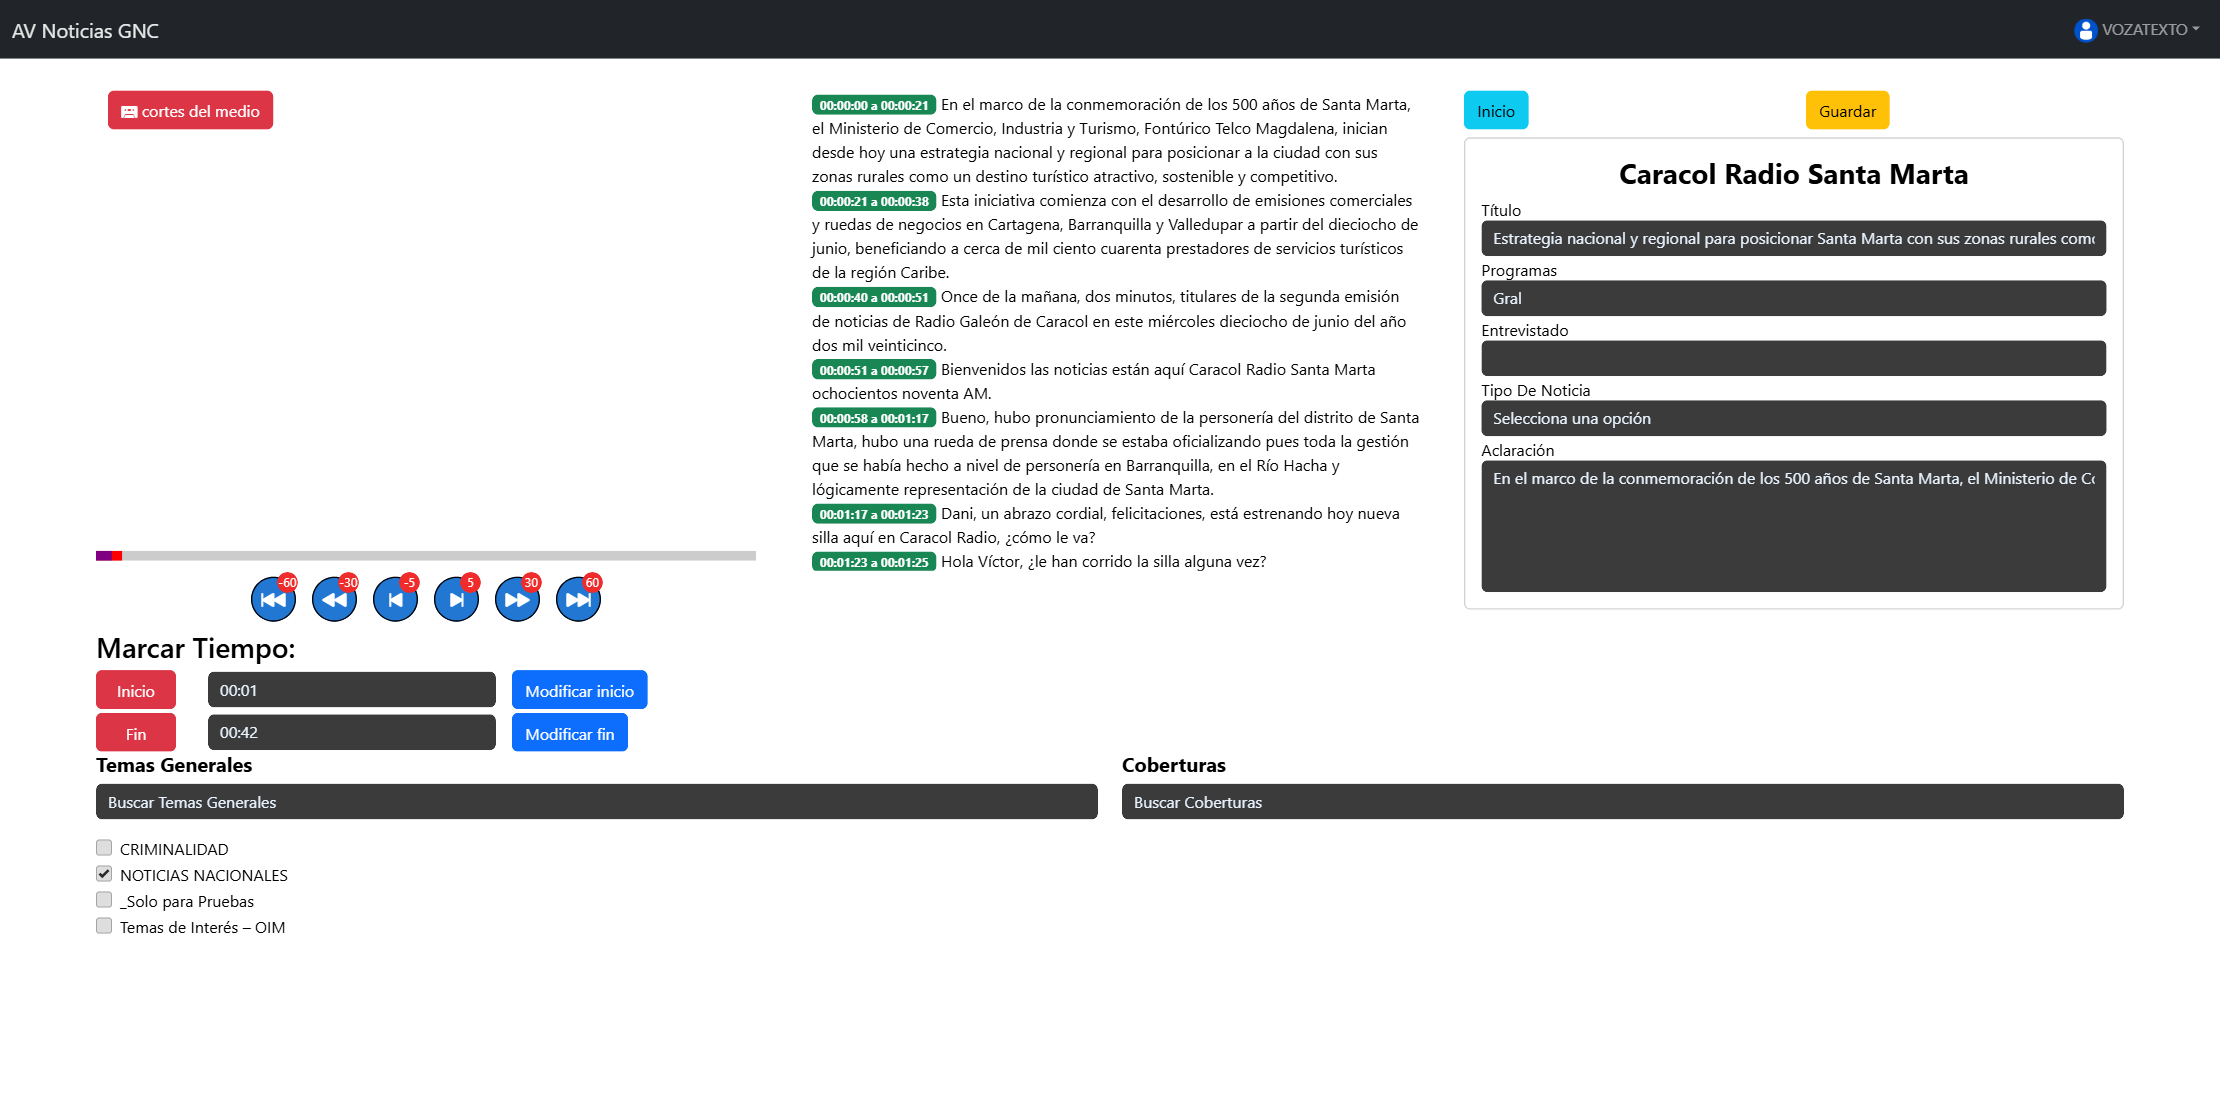 AV Noticias GNC
VOZATEXTO
cortes del medio
-60
-30
-5
5
30
60
Marcar Tiempo:
Inicio
00:01
Modificar inicio
Fin
00:42
Modificar fin
00:00:00 a 00:00:21 En el marco de la conmemoración de los 500 años de Santa Marta,
el Ministerio de Comercio, Industria y Turismo, Fontúrico Telco Magdalena, inician
desde hoy una estrategia nacional y regional para posicionar a la ciudad con sus
zonas rurales como un destino turístico atractivo, sostenible y competitivo.
00:00:21 a 00:00:38 Esta iniciativa comienza con el desarrollo de emisiones comerciales
y ruedas de negocios en Cartagena, Barranquilla y Valledupar a partir del dieciocho de
junio, beneficiando a cerca de mil ciento cuarenta prestadores de servicios turísticos
de la región Caribe.
00:00:40 a 00:00:51 Once de la mañana, dos minutos, titulares de la segunda emisión
de noticias de Radio Galeón de Caracol en este miércoles dieciocho de junio del año
dos mil veinticinco.
00:00:51 a 00:00:57 Bienvenidos las noticias están aquí Caracol Radio Santa Marta
ochocientos noventa AM.
00:00:58 a 00:01:17 Bueno, hubo pronunciamiento de la personería del distrito de Santa
Marta, hubo una rueda de prensa donde se estaba oficializando pues toda la gestión
que se había hecho a nivel de personería en Barranquilla, en el Río Hacha y
lógicamente representación de la ciudad de Santa Marta.
00:01:17 a 00:01:23 Dani, un abrazo cordial, felicitaciones, está estrenando hoy nueva
silla aquí en Caracol Radio, ¿cómo le va?
00:01:23 a 00:01:25 Hola Víctor, ¿le han corrido la silla alguna vez?
Inicio
Guardar
Caracol Radio Santa Marta
Título
Estrategia nacional y regional para posicionar Santa Marta con sus zonas rurales como
Programas
Gral
Entrevistado
Tipo De Noticia
Selecciona una opción
Aclaración
En el marco de la conmemoración de los 500 años de Santa Marta, el Ministerio de Co
Temas Generales
Buscar Temas Generales
CRIMINALIDAD
NOTICIAS NACIONALES
_Solo para Pruebas
Temas de Interés – OIM
Coberturas
Buscar Coberturas